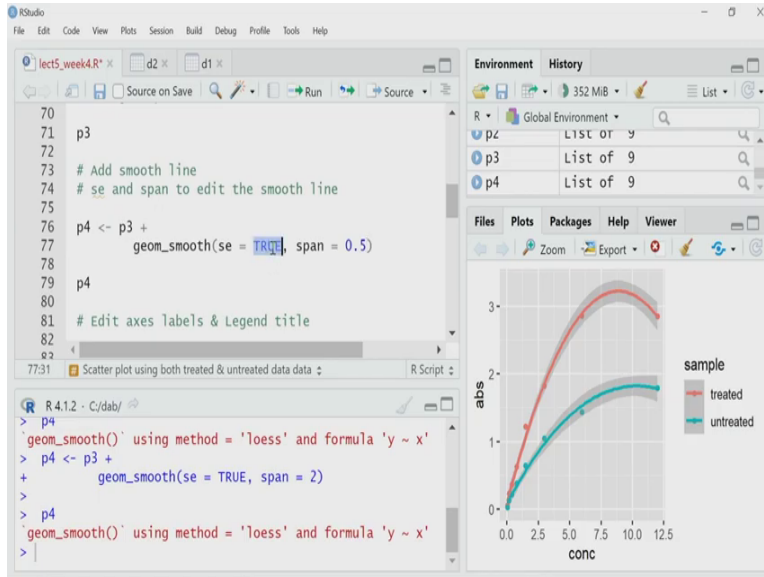 RStudio
File Edit Code View Plots Session Build Debug Profile Tools Help
lect5_week4.R* × d2 × d1 ×
Source on Save Run Source
70
71 p3
72
73 # Add smooth line
74 # se and span to edit the smooth line
75
76 p4 <- p3 +
77 geom_smooth(se = TRUE, span = 0.5)
78
79 p4
80
81 # Edit axes labels & Legend title
82
83
77:31 Scatter plot using both treated & untreated data data R Script
R 4.1.2 · C:/dab/
> p4
`geom_smooth()` using method = 'loess' and formula 'y ~ x'
> p4 <- p3 +
+ geom_smooth(se = TRUE, span = 2)
>
> p4
`geom_smooth()` using method = 'loess' and formula 'y ~ x'
>
Environment History
352 MiB List
R Global Environment
p2 List of 9
p3 List of 9
p4 List of 9
Files Plots Packages Help Viewer
Zoom Export
3
2
1
0
abs
0.0 2.5 5.0 7.5 10.0 12.5
conc
sample
treated
untreated